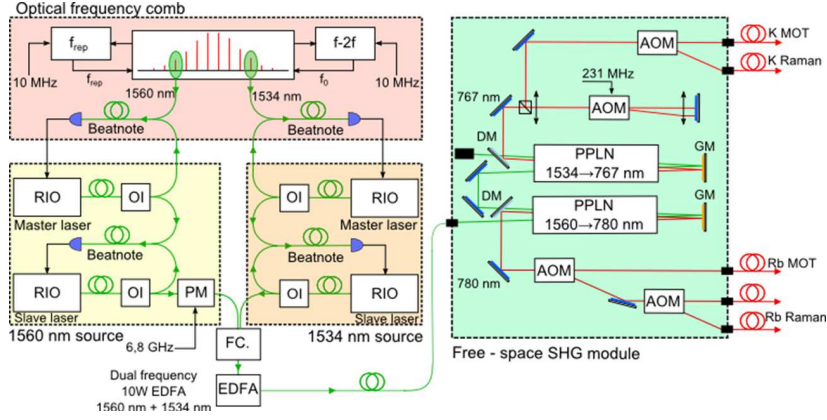 Optical frequency comb
frep
f-2f
10 MHz
frep
f0
10 MHz
1560 nm
1534 nm
Beatnote
Beatnote
RIO
OI
Master laser
Beatnote
RIO
OI
PM
Slave laser
1560 nm source
OI
RIO
Master laser
Beatnote
OI
RIO
Slave laser
1534 nm source
6,8 GHz
FC.
Dual frequency
10W EDFA
1560 nm + 1534 nm
EDFA
AOM
K MOT
K Raman
231 MHz
767 nm
AOM
DM
PPLN
1534→767 nm
GM
DM
PPLN
1560→780 nm
GM
780 nm
AOM
Rb MOT
AOM
Rb Raman
Free - space SHG module